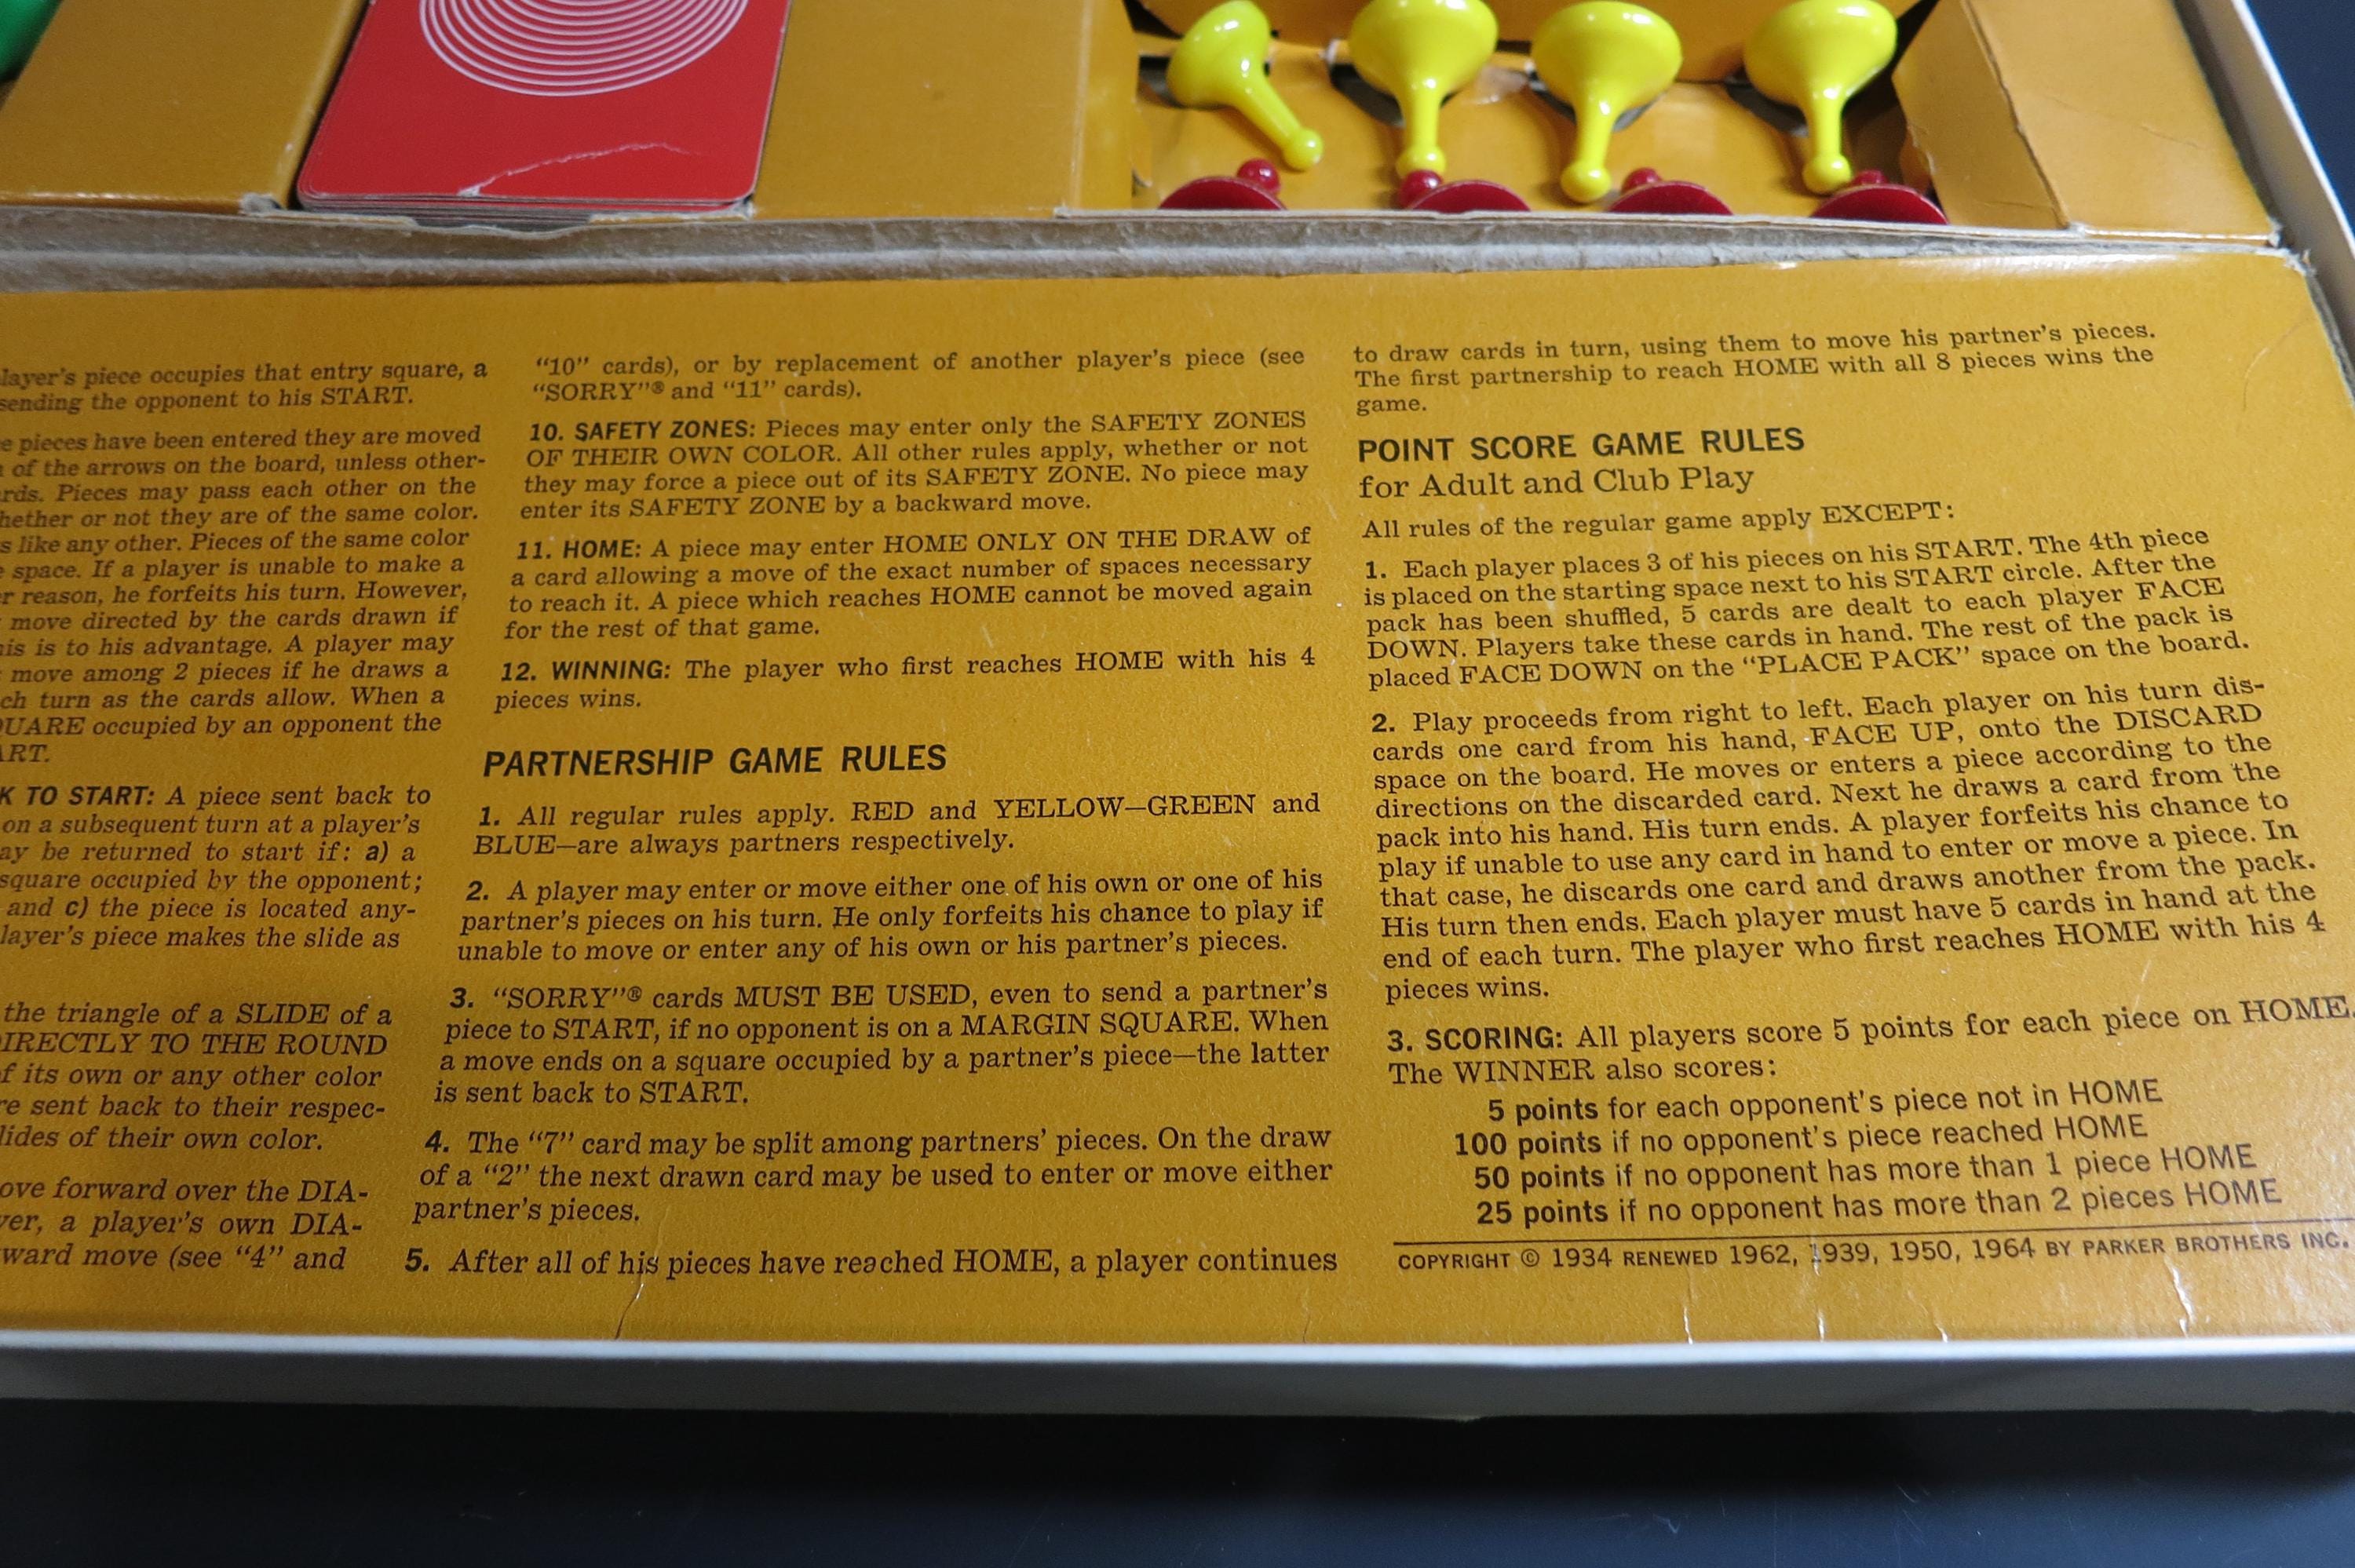 layer's piece occupies that entry square, a
sending the opponent to his START.
e pieces have been entered they are moved
of the arrows on the board, unless other-
rds. Pieces may pass each other on the
hether or not they are of the same color.
s like any other. Pieces of the same color
space. If a player is unable to make a
er reason, he forfeits his turn. However,
move directed by the cards drawn if
his is to his advantage. A player may
move among 2 pieces if he draws a
ch turn as the cards allow. When a
QUARE occupied by an opponent the
ART.
K TO START: A piece sent back to
on a subsequent turn at a player's
ay be returned to start if: a) a
square occupied by the opponent;
and c) the piece is located any-
layer's piece makes the slide as
the triangle of a SLIDE of a
DIRECTLY TO THE ROUND
of its own or any other color
re sent back to their respec-
lides of their own color.
ove forward over the DIA-
ver, a player's own DIA-
ward move (see "4" and
"10" cards), or by replacement of another player's piece (see
"SORRY"® and "11" cards).
10. SAFETY ZONES: Pieces may enter only the SAFETY ZONES
OF THEIR OWN COLOR. All other rules apply, whether or not
they may force a piece out of its SAFETY ZONE. No piece may
enter its SAFETY ZONE by a backward move.
11. HOME: A piece may enter HOME ONLY ON THE DRAW of
a card allowing a move of the exact number of spaces necessary
to reach it. A piece which reaches HOME cannot be moved again
for the rest of that game.
12. WINNING: The player who first reaches HOME with his 4
pieces wins.
PARTNERSHIP GAME RULES
1. All regular rules apply. RED and YELLOW—GREEN and
BLUE—are always partners respectively.
2. A player may enter or move either one of his own or one of his
partner's pieces on his turn. He only forfeits his chance to play if
unable to move or enter any of his own or his partner's pieces.
3. "SORRY"® cards MUST BE USED, even to send a partner's
piece to START, if no opponent is on a MARGIN SQUARE. When
a move ends on a square occupied by a partner's piece—the latter
is sent back to START.
4. The "7" card may be split among partners' pieces. On the draw
of a "2" the next drawn card may be used to enter or move either
partner's pieces.
5. After all of his pieces have reached HOME, a player continues
to draw cards in turn, using them to move his partner's pieces.
The first partnership to reach HOME with all 8 pieces wins the
game.
POINT SCORE GAME RULES
for Adult and Club Play
All rules of the regular game apply EXCEPT:
1. Each player places 3 of his pieces on his START. The 4th piece
is placed on the starting space next to his START circle. After the
pack has been shuffled, 5 cards are dealt to each player FACE
DOWN. Players take these cards in hand. The rest of the pack is
placed FACE DOWN on the "PLACE PACK" space on the board.
2. Play proceeds from right to left. Each player on his turn dis-
cards one card from his hand, FACE UP, onto the DISCARD
space on the board. He moves or enters a piece according to the
directions on the discarded card. Next he draws a card from the
pack into his hand. His turn ends. A player forfeits his chance to
play if unable to use any card in hand to enter or move a piece. In
that case, he discards one card and draws another from the pack.
His turn then ends. Each player must have 5 cards in hand at the
end of each turn. The player who first reaches HOME with his 4
pieces wins.
3. SCORING: All players score 5 points for each piece on HOME.
The WINNER also scores:
5 points for each opponent's piece not in HOME
100 points if no opponent's piece reached HOME
50 points if no opponent has more than 1 piece HOME
25 points if no opponent has more than 2 pieces HOME
COPYRIGHT © 1934 RENEWED 1962, 1939, 1950, 1964 BY PARKER BROTHERS INC.